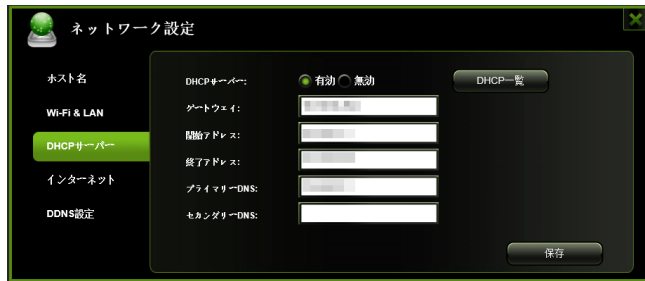 ネットワーク設定
ホスト名
Wi-Fi & LAN
DHCPサーバー
インターネット
DDNS設定
DHCPサーバー: 有効 無効 DHCP一覧
ゲートウェイ:
開始アドレス:
終了アドレス:
プライマリーDNS:
セカンダリーDNS:
保存